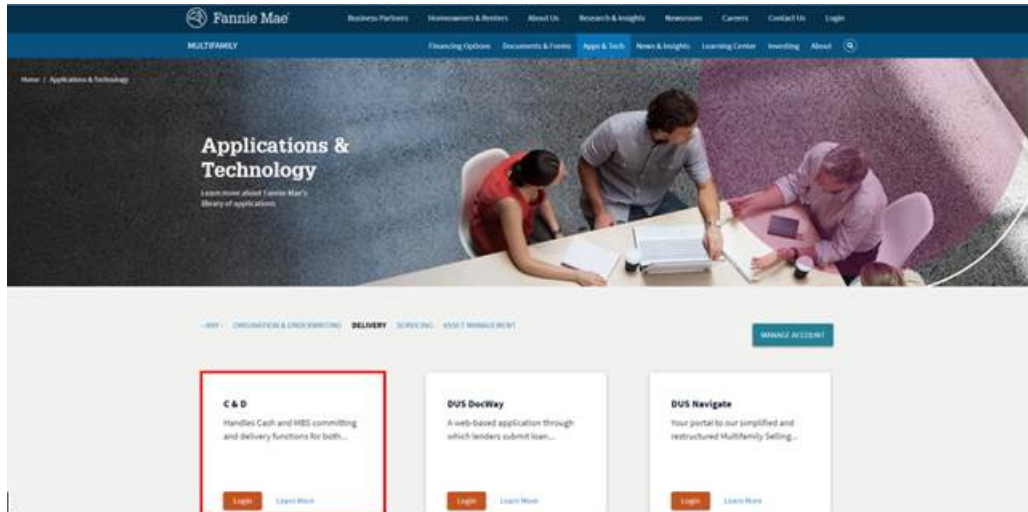 Fannie Mae
Business Partners Homeowners & Renters About Us Research & Insights Newsroom Careers Contact Us Login
MULTIFAMILY
Financing Options Documents & Forms Apps & Tech News & Insights Learning Center Investing About
Home / Applications & Technology
Applications &
Technology
Learn more about Fannie Mae's
library of applications
- ANY - ORIGINATION & UNDERWRITING DELIVERY SERVICING ASSET MANAGEMENT
MANAGE ACCOUNT
C & D
Handles Cash and MBS committing
and delivery functions for both...
Login Learn More
DUS DocWay
A web-based application through
which lenders submit loan...
Login Learn More
DUS Navigate
Your portal to our simplified and
restructured Multifamily Selling...
Login Learn More